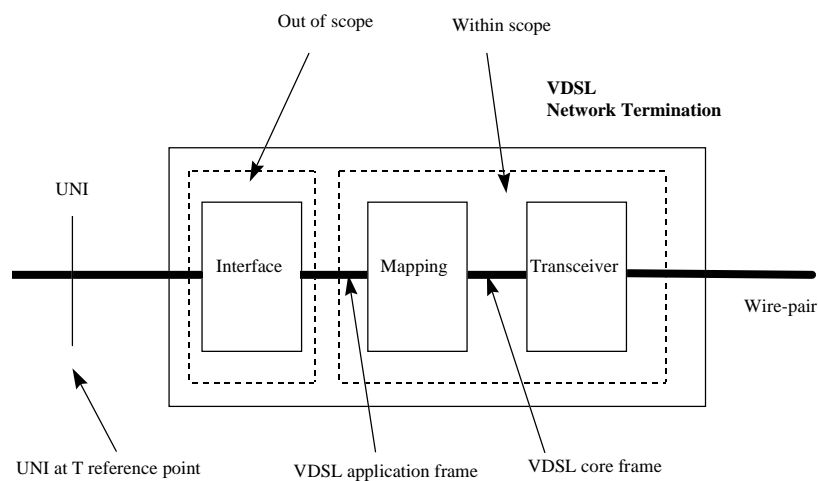 Out of scope
Within scope
VDSL
Network Termination
UNI
Interface
Mapping
Transceiver
Wire-pair
UNI at T reference point
VDSL application frame
VDSL core frame